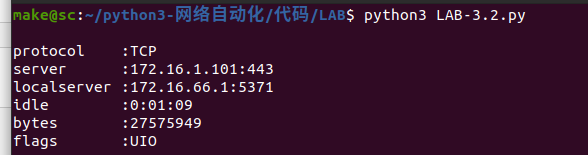 make@sc:~/python3-网络自动化/代码/LAB$ python3 LAB-3.2.py
protocol    :TCP
server      :172.16.1.101:443
localserver :172.16.66.1:5371
idle        :0:01:09
bytes       :27575949
flags       :UIO